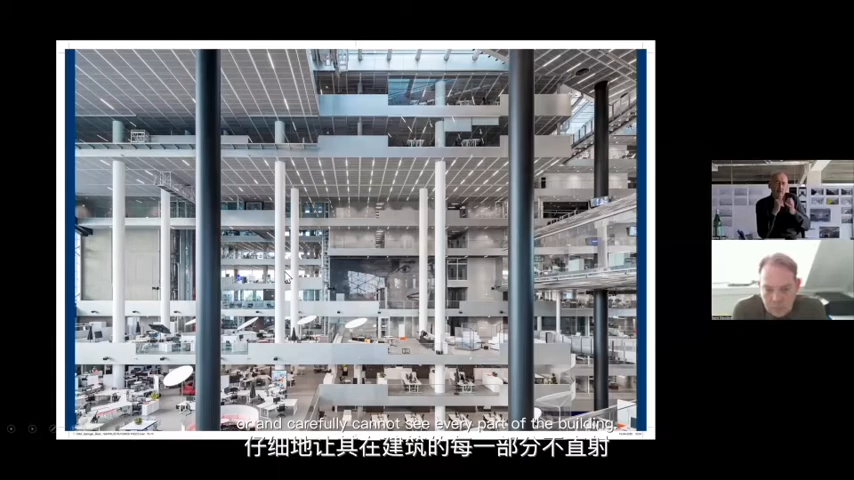 or and carefully cannot see every part of the building.
仔细地让其在建筑的每一部分不直射